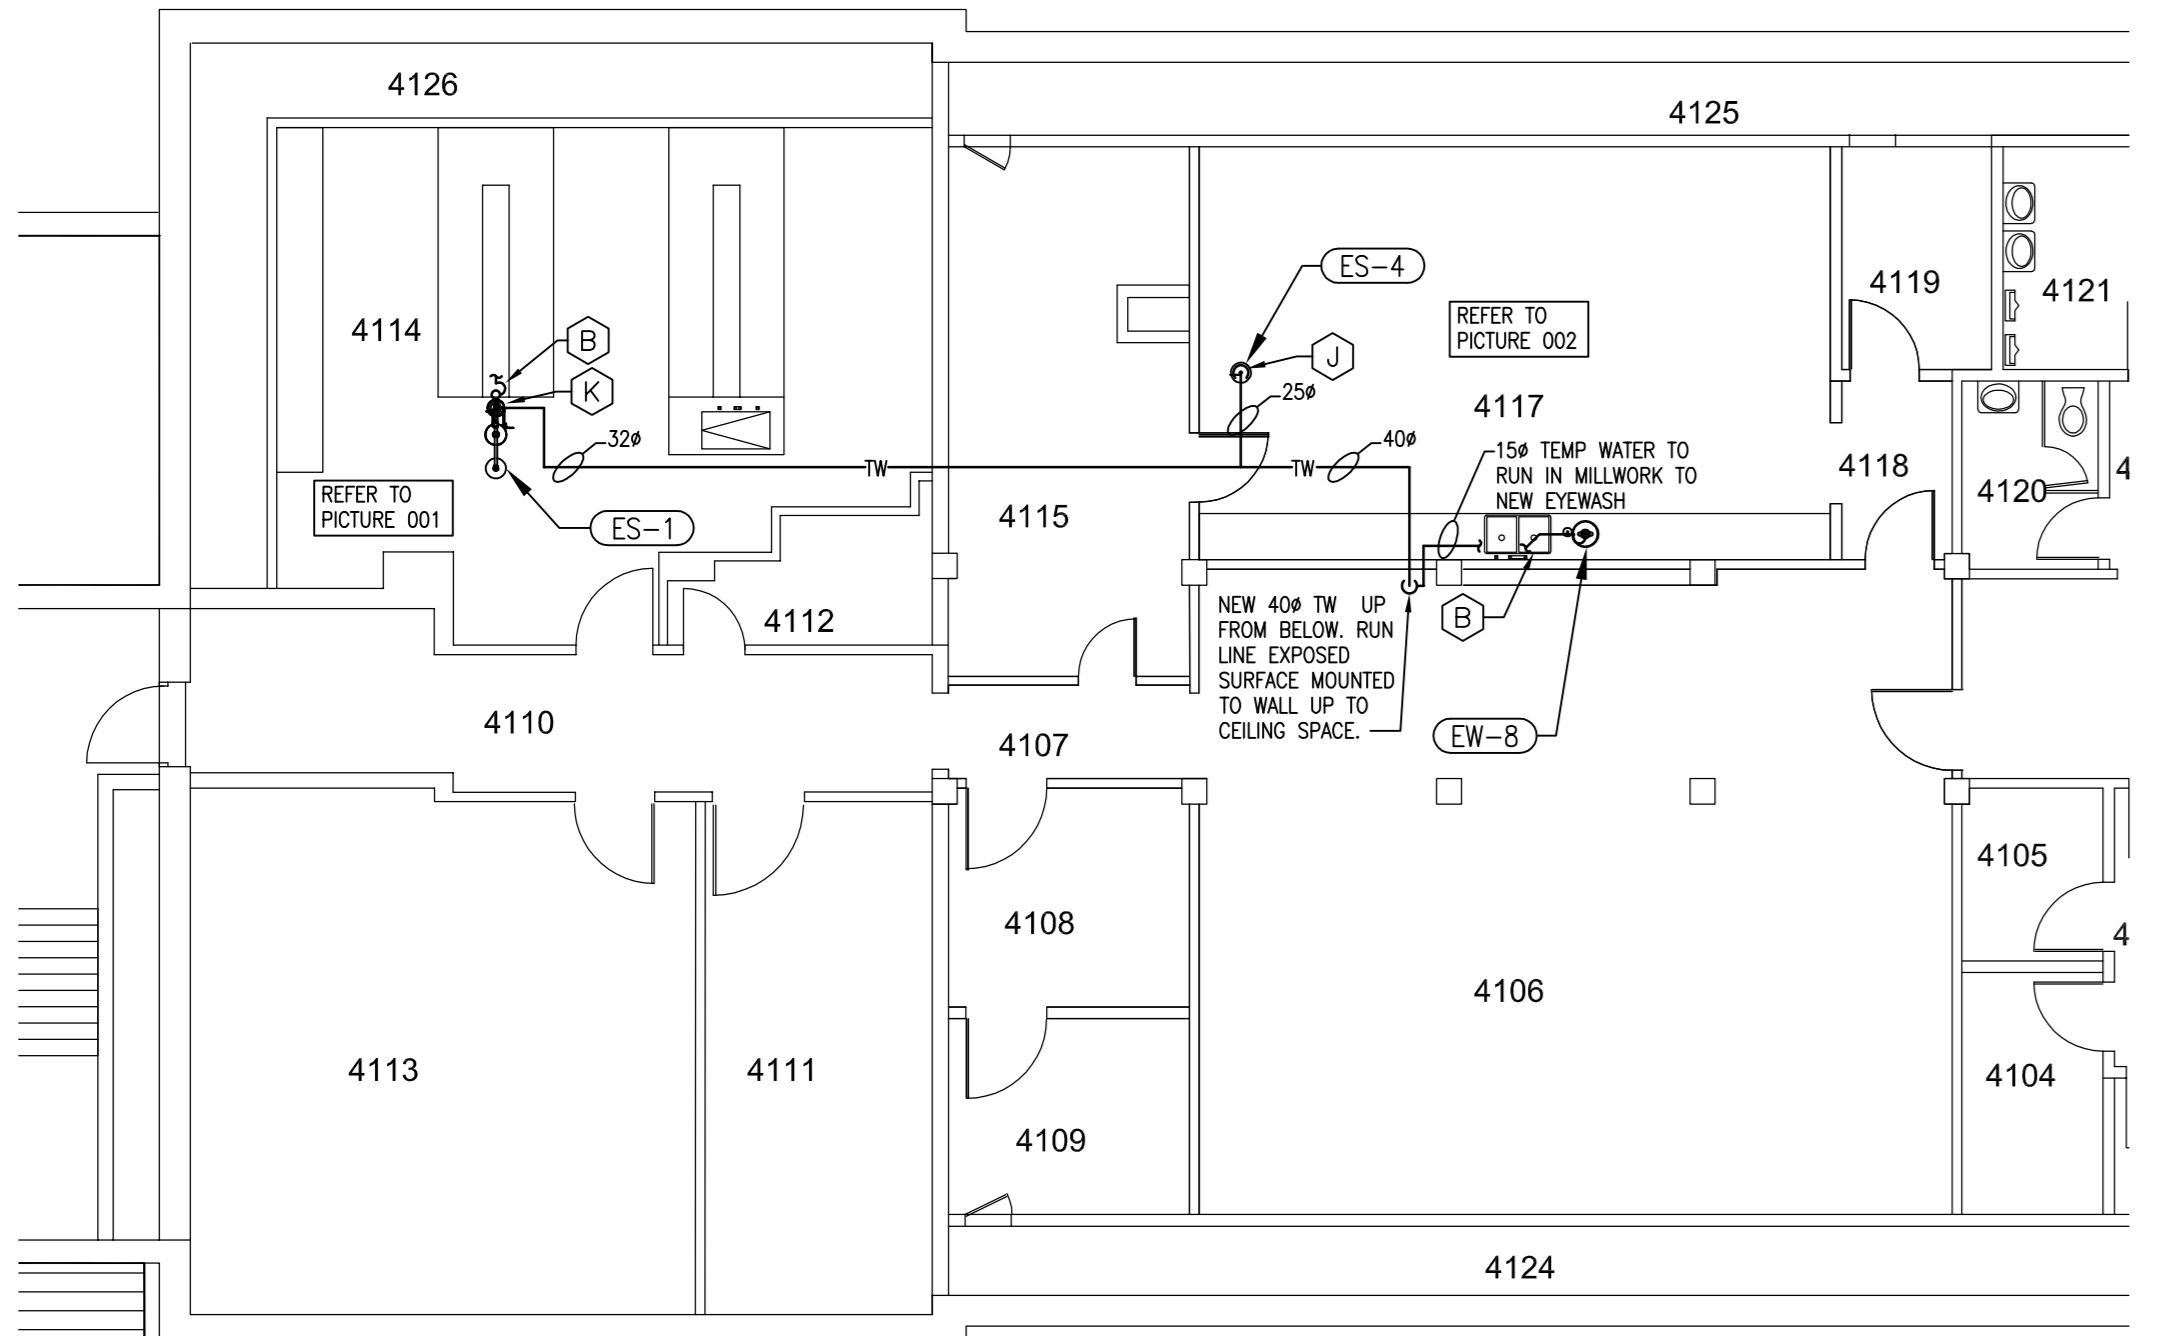 4126
4125
4114
B
K
32ø
TW
REFER TO
PICTURE 001
ES-1
4112
4115
ES-4
J
25ø
REFER TO
PICTURE 002
4117
40ø
TW
15ø TEMP WATER TO
RUN IN MILLWORK TO
NEW EYEWASH
4119
4121
4118
4120
4
NEW 40ø TW UP
FROM BELOW. RUN
LINE EXPOSED
SURFACE MOUNTED
TO WALL UP TO
CEILING SPACE.
B
EW-8
4110
4107
4108
4105
4
4106
4113
4111
4104
4109
4124